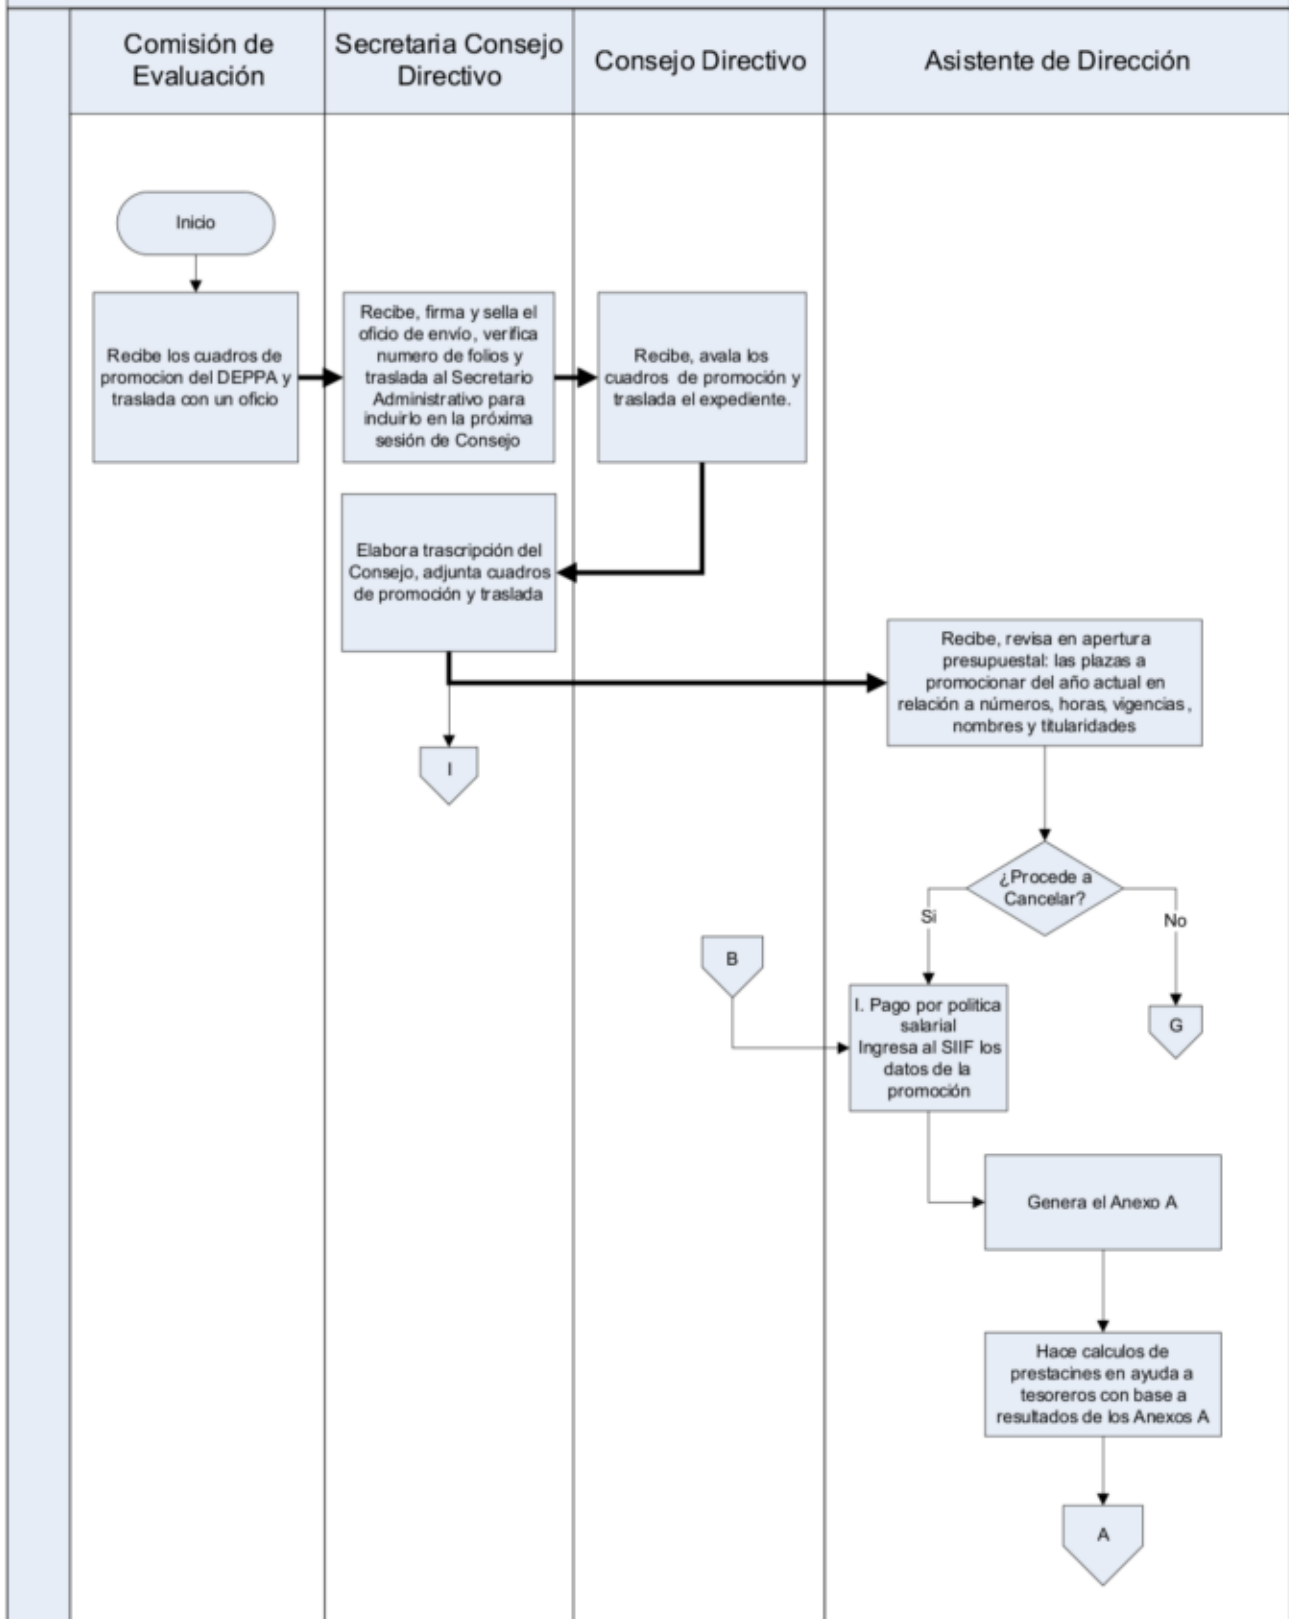 Comisión de
Evaluación
Secretaria Consejo
Directivo
Consejo Directivo
Asistente de Dirección
Inicio
Recibe los cuadros de
promocion del DEPPA y
traslada con un oficio
Recibe, firma y sella el
oficio de envío, verifica
numero de folios y
traslada al Secretario
Administrativo para
incluirlo en la próxima
sesión de Consejo
Recibe, avala los
cuadros de promoción y
traslada el expediente.
Elabora trascripción del
Consejo, adjunta cuadros
de promoción y traslada
Recibe, revisa en apertura
presupuestal: las plazas a
promocionar del año actual en
relación a números, horas, vigencias,
nombres y titularidades
I
¿Procede a
Cancelar?
Si
No
B
I. Pago por politica
salarial
Ingresa al SIIF los
datos de la
promoción
G
Genera el Anexo A
Hace calculos de
prestacines en ayuda a
tesoreros con base a
resultados de los Anexos A
A